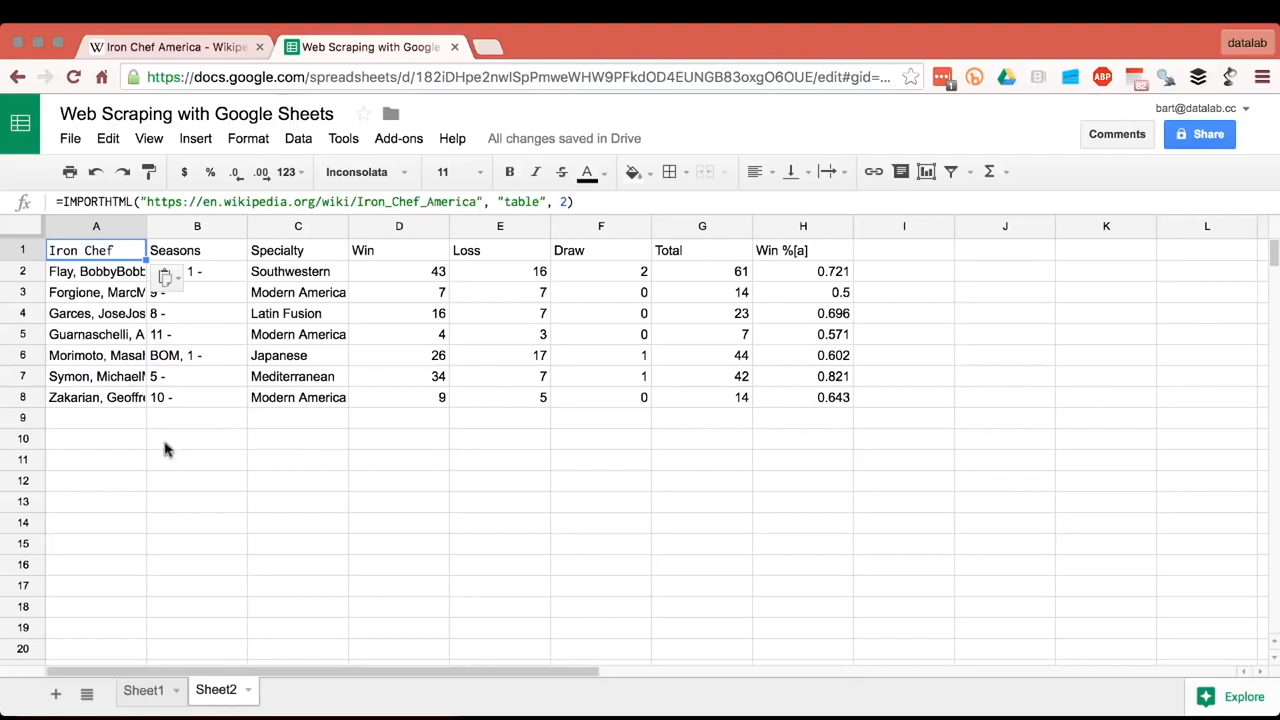 Iron Chef America - Wikipe
Web Scraping with Google
datalab
https://docs.google.com/spreadsheets/d/182iDHpe2nwlSpPmweWHW9PFkdOD4EUNGB83oxgO6OUE/edit#gid=...
Web Scraping with Google Sheets
bart@datalab.cc
File Edit View Insert Format Data Tools Add-ons Help All changes saved in Drive
Comments Share
$ % .0 .00 123 Inconsolata 11
=IMPORTHTML("https://en.wikipedia.org/wiki/Iron_Chef_America", "table", 2)
A B C D E F G H I J K L
1 Iron Chef Seasons Specialty Win Loss Draw Total Win %[a]
2 Flay, BobbyBobb 1 - Southwestern 43 16 2 61 0.721
3 Forgione, MarcM 9 - Modern America 7 7 0 14 0.5
4 Garces, JoseJos 8 - Latin Fusion 16 7 0 23 0.696
5 Guarnaschelli, A 11 - Modern America 4 3 0 7 0.571
6 Morimoto, Masah BOM, 1 - Japanese 26 17 1 44 0.602
7 Symon, MichaelM 5 - Mediterranean 34 7 1 42 0.821
8 Zakarian, Geoffre 10 - Modern America 9 5 0 14 0.643
9
10
11
12
13
14
15
16
17
18
19
20
Sheet1 Sheet2 Explore